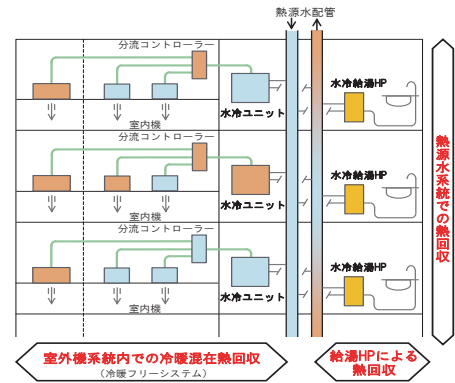 熱源水配管
分流コントローラー
水冷給湯HP
水冷ユニット
室内機
分流コントローラー
水冷給湯HP
水冷ユニット
室内機
分流コントローラー
水冷給湯HP
水冷ユニット
室内機
熱源水系統での熱回収
室外機系統内での冷暖混在熱回収
(冷暖フリーシステム)
給湯HPによる
熱回収